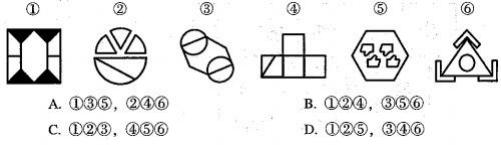 ① ② ③ ④ ⑤ ⑥
A. ①③⑤，②④⑥ B. ①②④，③⑤⑥
C. ①②③，④⑤⑥ D. ①②⑤，③④⑥